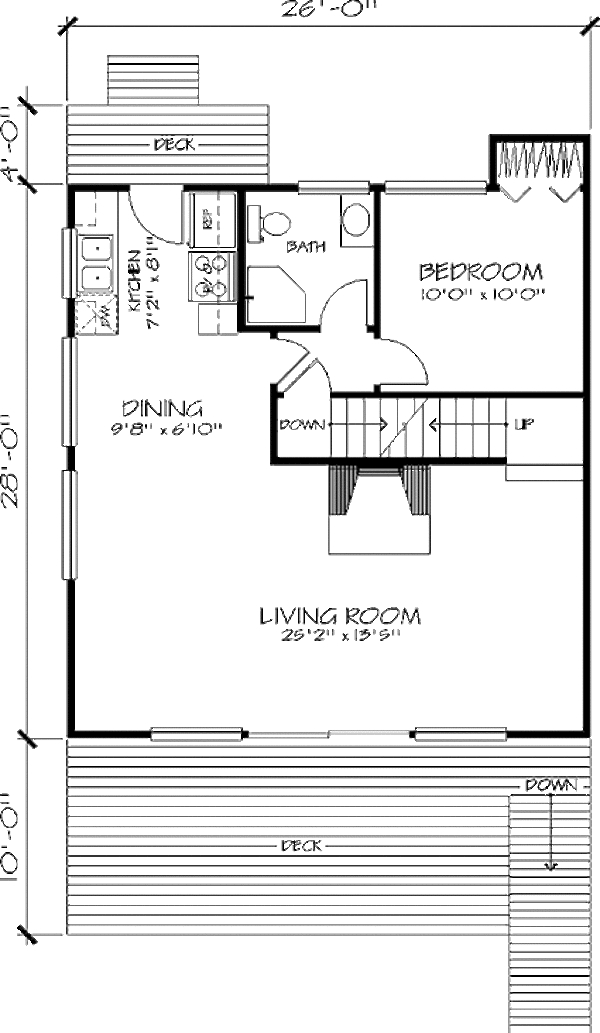 26'-0"
4'-0"
DECK
REF
BATH
KITCHEN
7'2" x 8'1"
BEDROOM
10'0" x 10'0"
DW
DINING
9'8" x 6'10"
DOWN
UP
28'-0"
LIVING ROOM
25'2" x 13'5"
DOWN
DECK
10'-0"